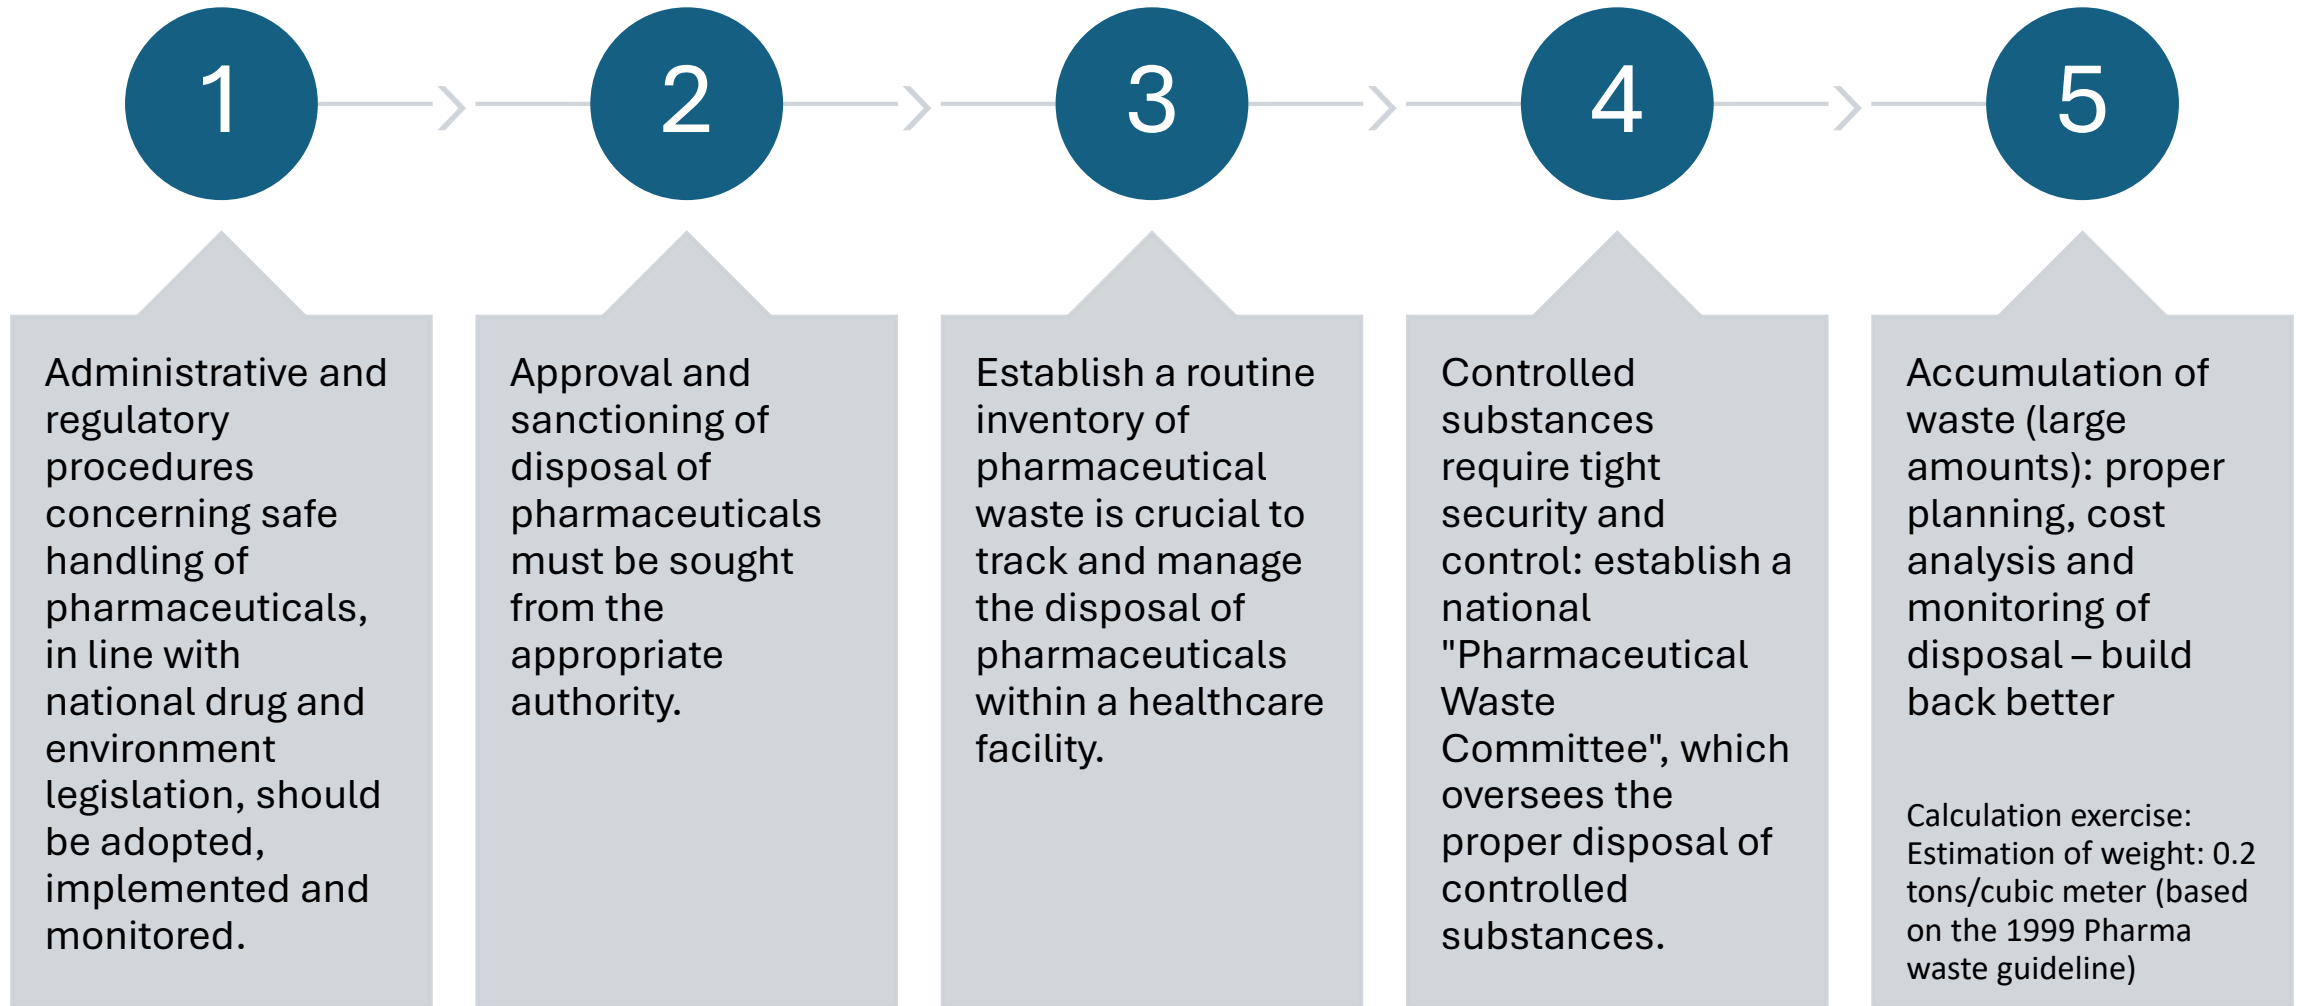 1
2
3
4
5
Administrative and
regulatory
procedures
concerning safe
handling of
pharmaceuticals,
in line with
national drug and
environment
legislation, should
be adopted,
implemented and
monitored.
Approval and
sanctioning of
disposal of
pharmaceuticals
must be sought
from the
appropriate
authority.
Establish a routine
inventory of
pharmaceutical
waste is crucial to
track and manage
the disposal of
pharmaceuticals
within a healthcare
facility.
Controlled
substances
require tight
security and
control: establish a
national
"Pharmaceutical
Waste
Committee", which
oversees the
proper disposal of
controlled
substances.
Accumulation of
waste (large
amounts): proper
planning, cost
analysis and
monitoring of
disposal – build
back better
Calculation exercise:
Estimation of weight: 0.2
tons/cubic meter (based
on the 1999 Pharma
waste guideline)